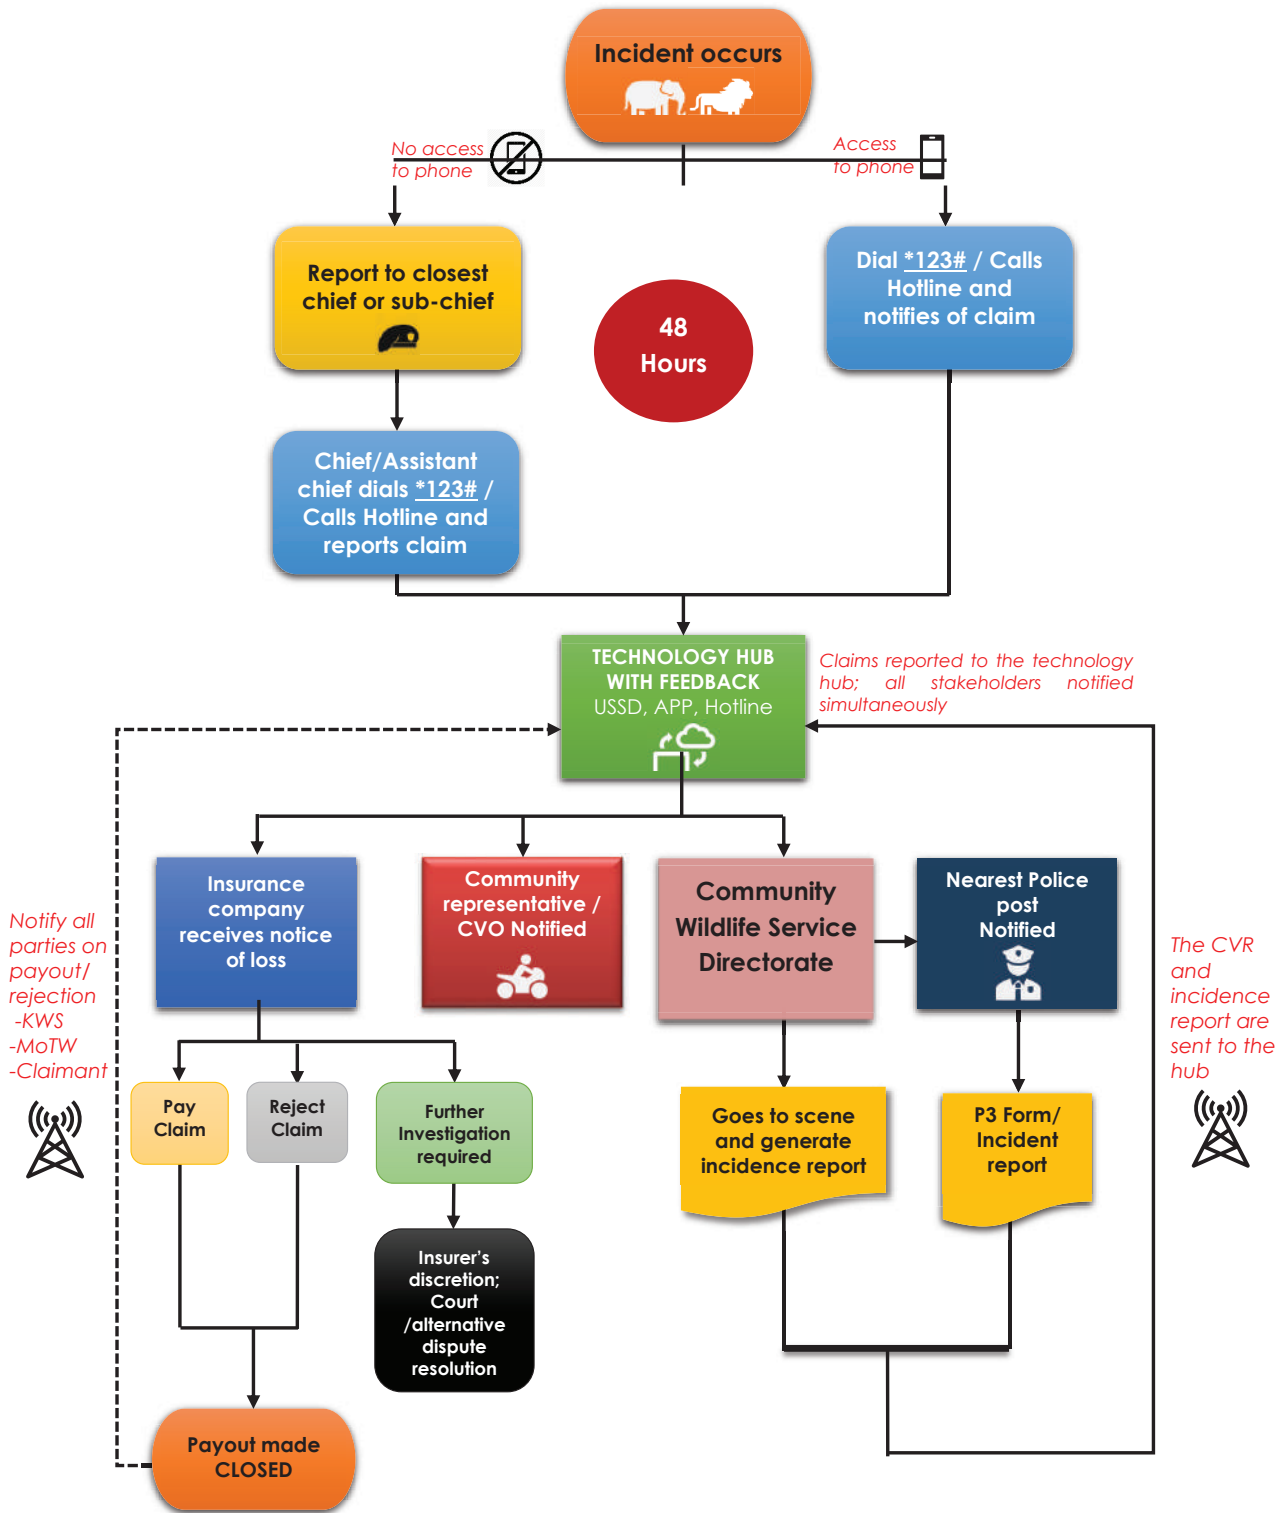 Incident occurs
No access
to phone
Access
to phone
Report to closest
chief or sub-chief
48
Hours
Dial *123# / Calls
Hotline and
notifies of claim
Chief/Assistant
chief dials *123# /
Calls Hotline and
reports claim
TECHNOLOGY HUB
WITH FEEDBACK
USSD, APP, Hotline
Claims reported to the technology
hub; all stakeholders notified
simultaneously
Insurance
company
receives notice
of loss
Community
representative /
CVO Notified
Community
Wildlife Service
Directorate
Nearest Police
post
Notified
Notify all
parties on
payout/
rejection
-KWS
-MoTW
-Claimant
The CVR
and
incidence
report are
sent to the
hub
Pay
Claim
Reject
Claim
Further
Investigation
required
Goes to scene
and generate
incidence report
P3 Form/
Incident
report
Insurer's
discretion;
Court
/alternative
dispute
resolution
Payout made
CLOSED